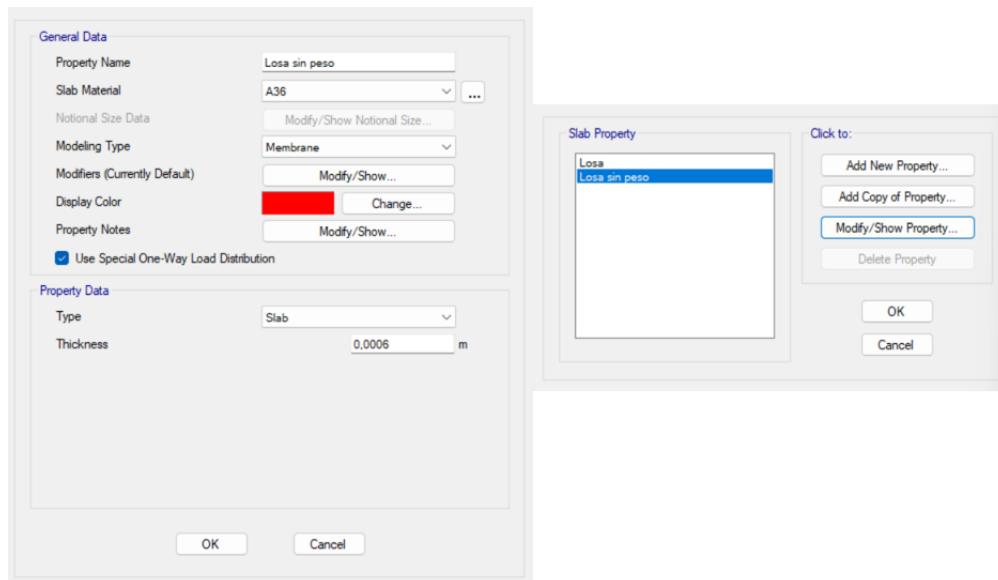 General Data
Property Name Losa sin peso
Slab Material A36 ...
Notional Size Data Modify/Show Notional Size...
Modeling Type Membrane
Modifiers (Currently Default) Modify/Show...
Display Color Change...
Property Notes Modify/Show...
Use Special One-Way Load Distribution
Property Data
Type Slab
Thickness 0,0006 m
OK Cancel
Slab Property
Losa
Losa sin peso
Click to:
Add New Property...
Add Copy of Property...
Modify/Show Property...
Delete Property
OK
Cancel